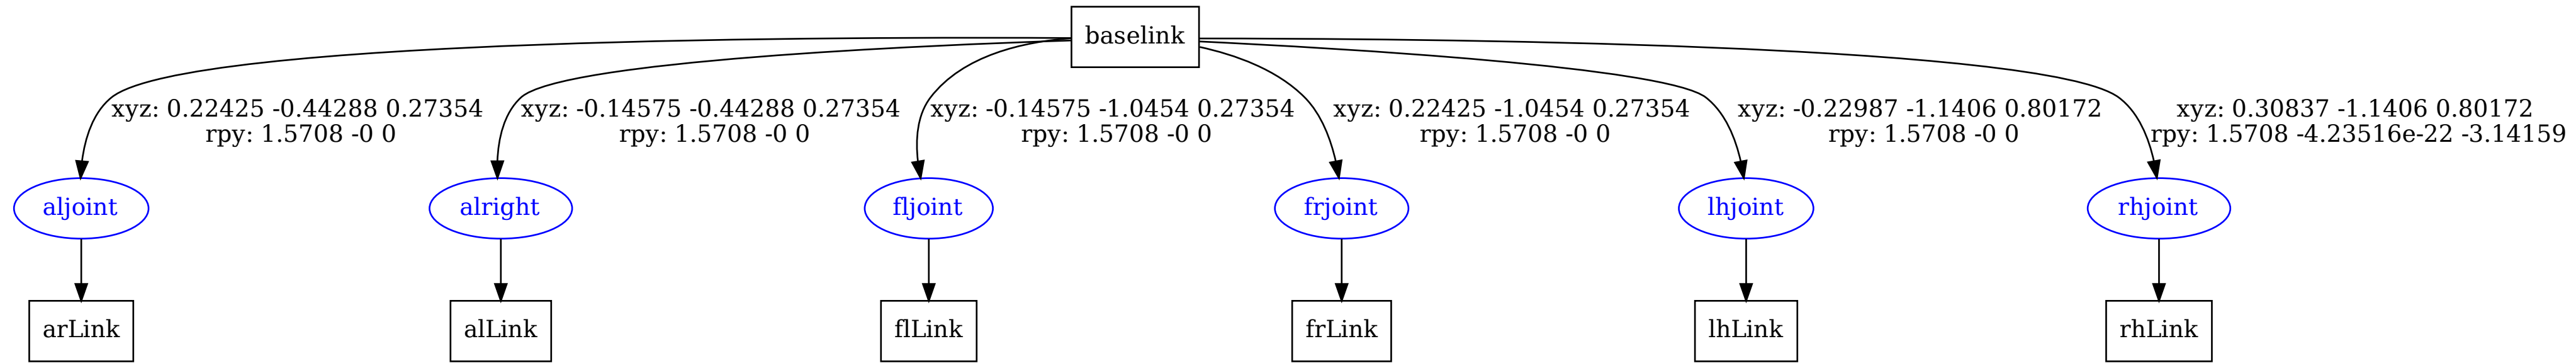 baselink
xyz: 0.22425 -0.44288 0.27354
rpy: 1.5708 -0 0
xyz: -0.14575 -0.44288 0.27354
rpy: 1.5708 -0 0
xyz: -0.14575 -1.0454 0.27354
rpy: 1.5708 -0 0
xyz: 0.22425 -1.0454 0.27354
rpy: 1.5708 -0 0
xyz: -0.22987 -1.1406 0.80172
rpy: 1.5708 -0 0
xyz: 0.30837 -1.1406 0.80172
rpy: 1.5708 -4.23516e-22 -3.14159
aljoint
alright
fljoint
frjoint
lhjoint
rhjoint
arLink
alLink
flLink
frLink
lhLink
rhLink